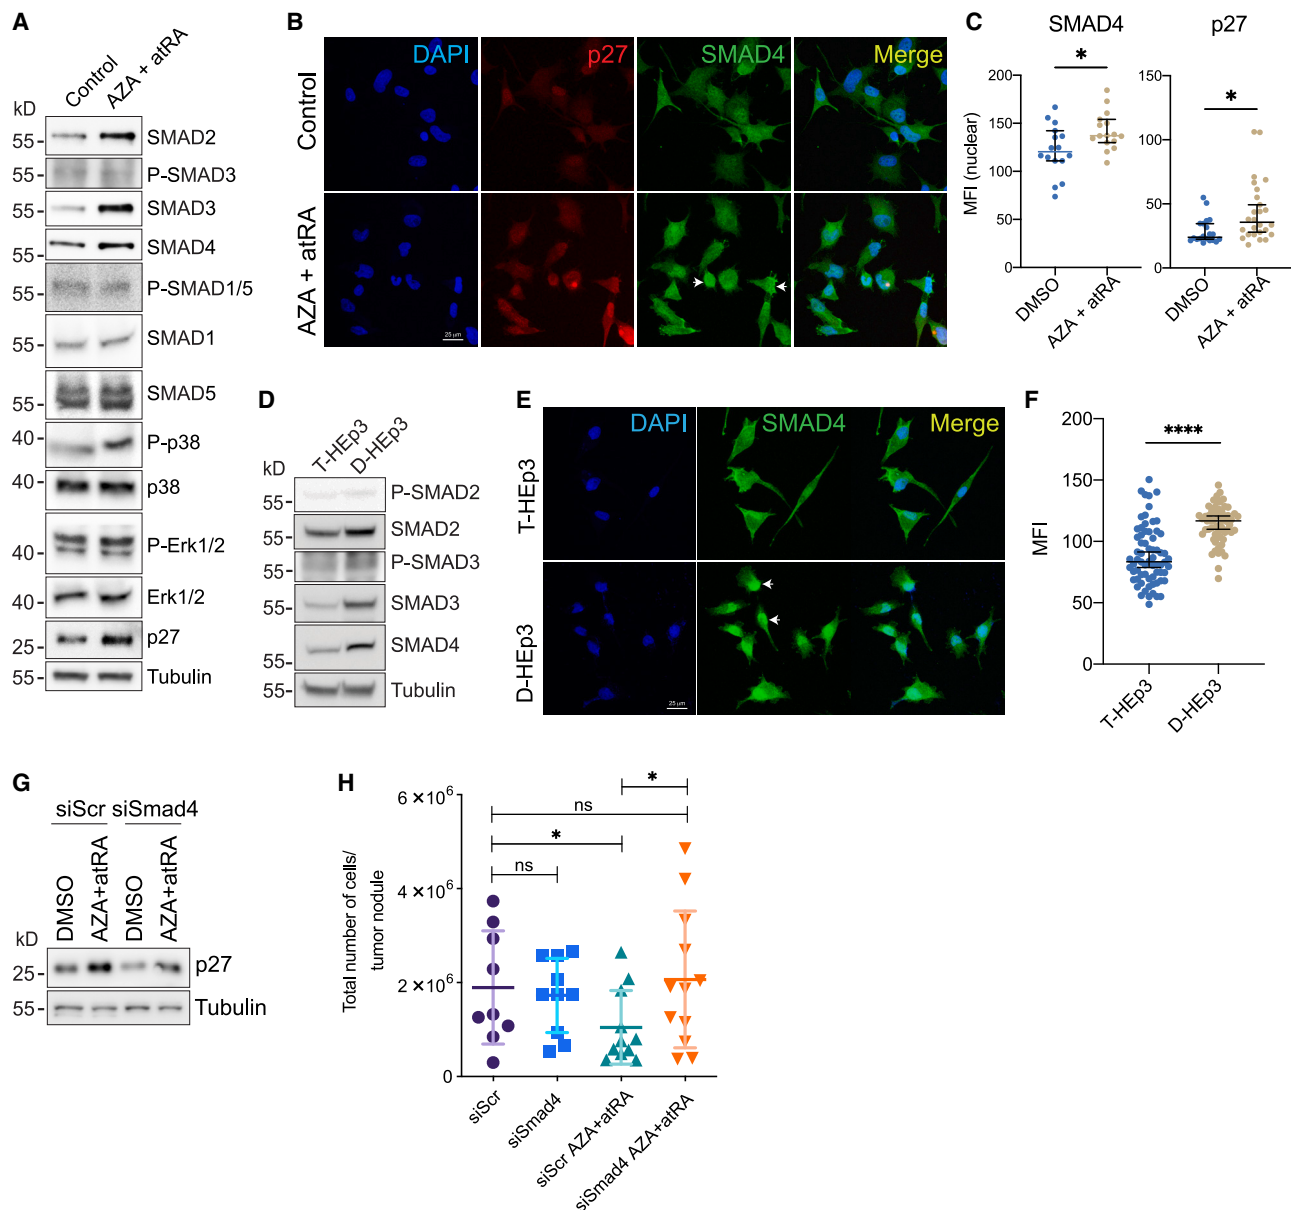 A
Control
AZA + atRA
kD
55 SMAD2
55 P-SMAD3
55 SMAD3
55 SMAD4
55 P-SMAD1/5
55 SMAD1
55 SMAD5
40 P-p38
40 p38
40 P-Erk1/2
40 Erk1/2
25 p27
55 Tubulin
B
DAPI p27 SMAD4 Merge
Control
AZA + atRA
25 µm
C
SMAD4 p27
MFI (nuclear)
200
150
100
50
0
*
DMSO
AZA + atRA
150
100
50
0
*
DMSO
AZA + atRA
D
T-HEp3
D-HEp3
kD
55 P-SMAD2
55 SMAD2
55 P-SMAD3
55 SMAD3
55 SMAD4
55 Tubulin
E
DAPI SMAD4 Merge
T-HEp3
D-HEp3
25 µm
F
MFI
200
150
100
50
0
****
T-HEp3
D-HEp3
G
siScr siSmad4
DMSO
AZA+atRA
DMSO
AZA+atRA
kD
25 p27
55 Tubulin
H
Total number of cells/
tumor nodule
6×10⁶
4×10⁶
2×10⁶
0
*
ns
*
ns
siScr
siSmad4
siScr AZA+atRA
siSmad4 AZA+atRA